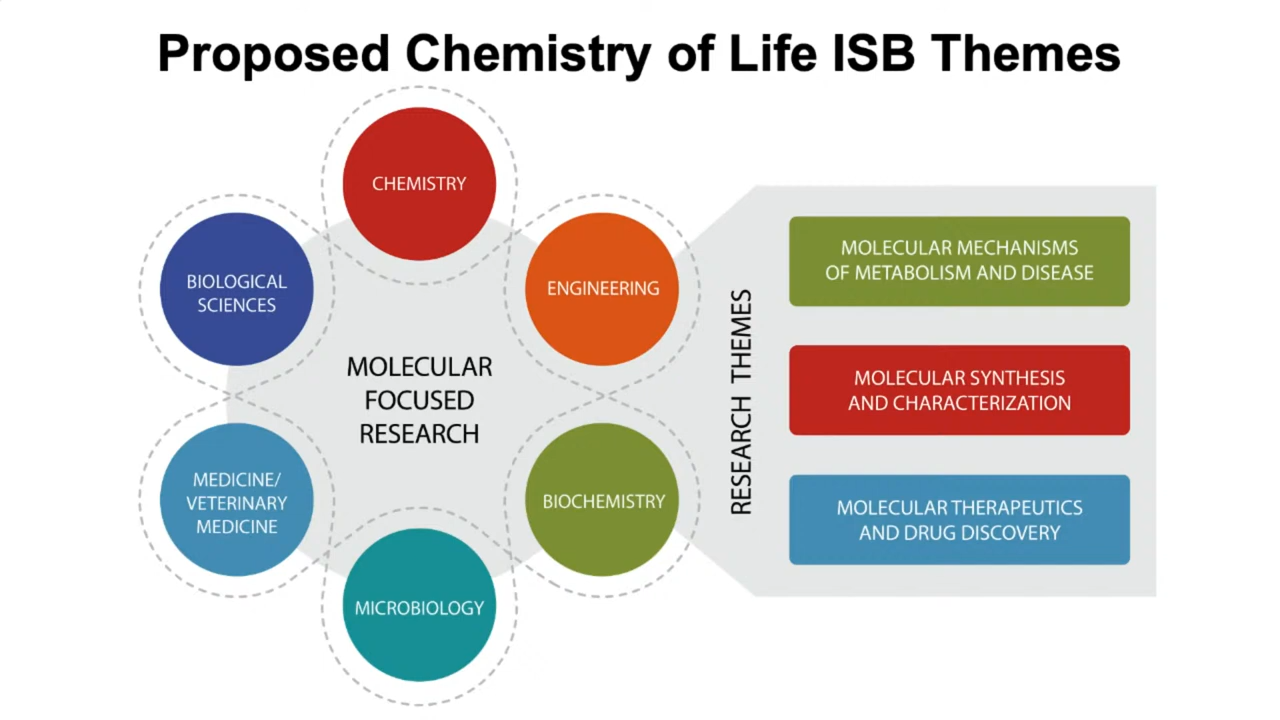 Proposed Chemistry of Life ISB Themes
CHEMISTRY
BIOLOGICAL
SCIENCES
ENGINEERING
MOLECULAR
FOCUSED
RESEARCH
MEDICINE/
VETERINARY
MEDICINE
BIOCHEMISTRY
MICROBIOLOGY
RESEARCH THEMES
MOLECULAR MECHANISMS
OF METABOLISM AND DISEASE
MOLECULAR SYNTHESIS
AND CHARACTERIZATION
MOLECULAR THERAPEUTICS
AND DRUG DISCOVERY